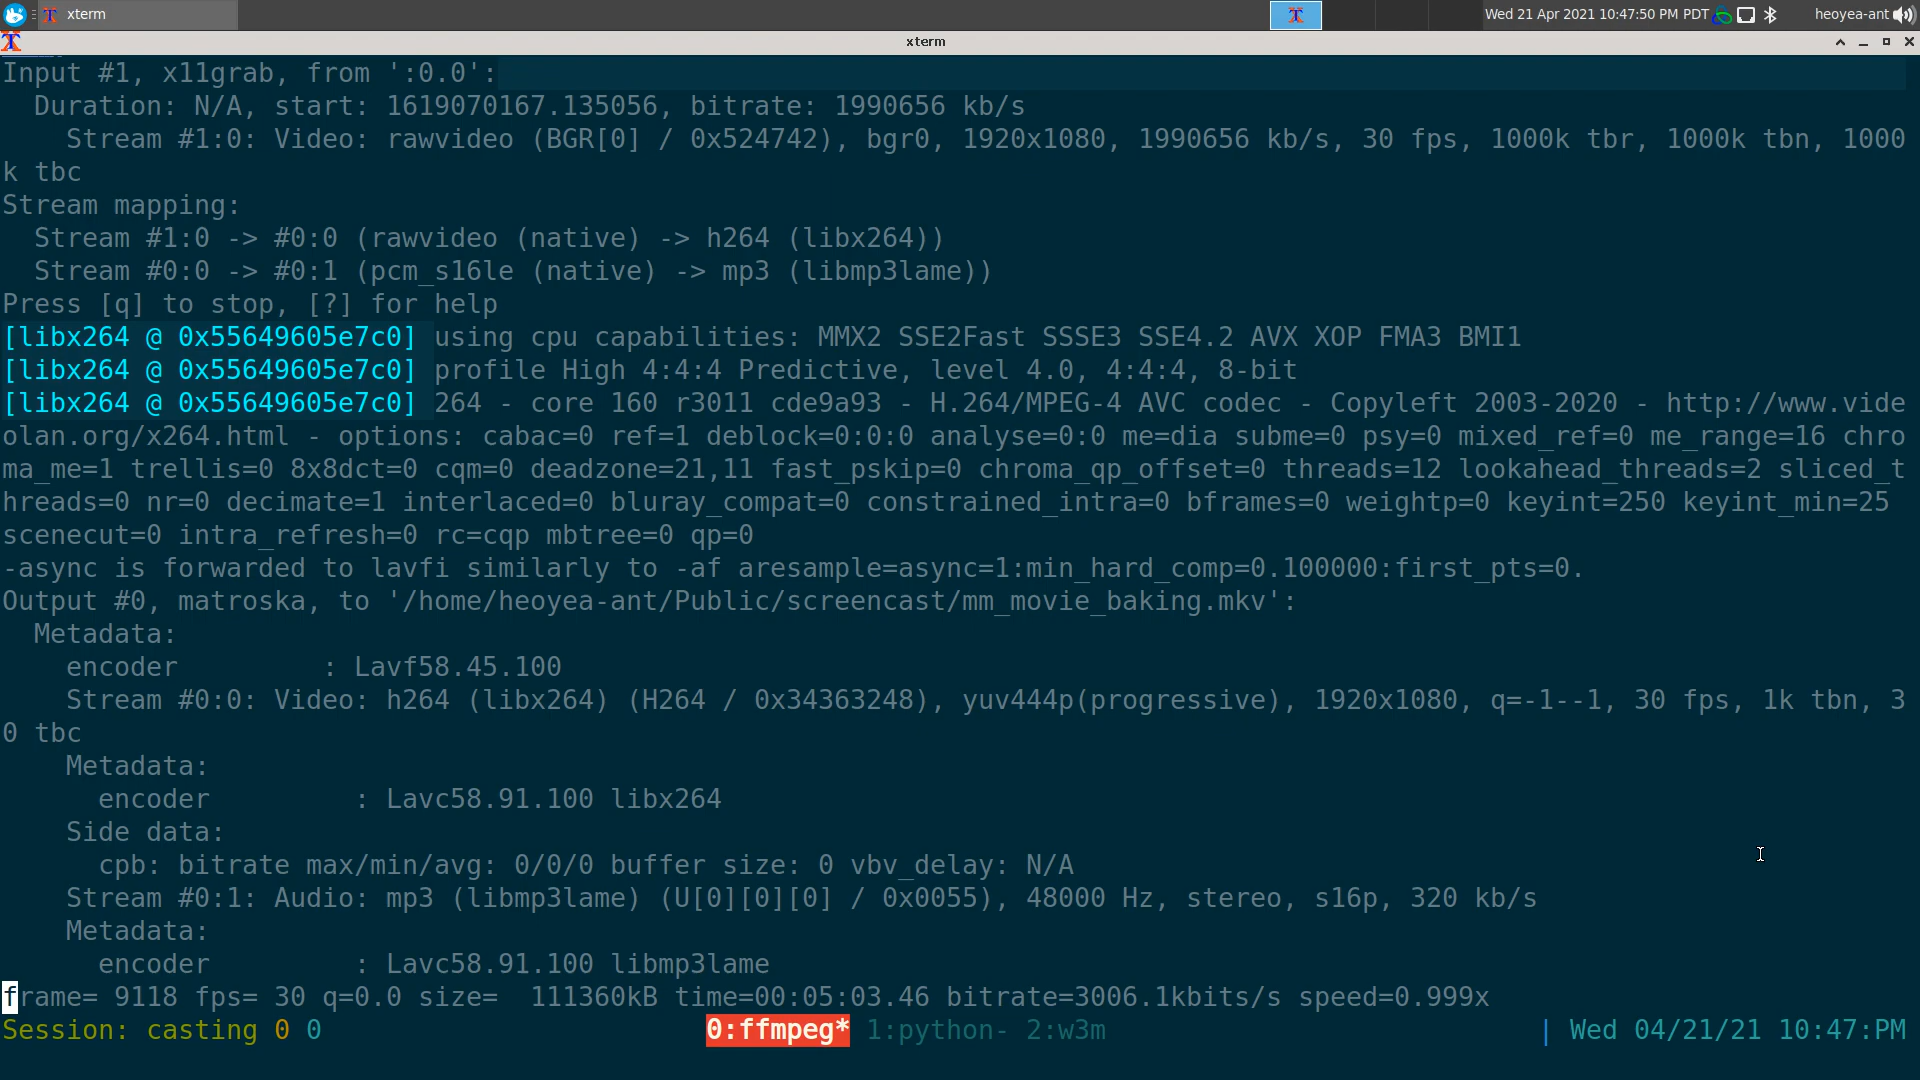 xterm
Wed 21 Apr 2021 10:47:50 PM PDT
heoyea-ant
xterm
Input #1, x11grab, from ':0.0':
  Duration: N/A, start: 1619070167.135056, bitrate: 1990656 kb/s
    Stream #1:0: Video: rawvideo (BGR[0] / 0x524742), bgr0, 1920x1080, 1990656 kb/s, 30 fps, 1000k tbr, 1000k tbn, 1000
k tbc
Stream mapping:
  Stream #1:0 -> #0:0 (rawvideo (native) -> h264 (libx264))
  Stream #0:0 -> #0:1 (pcm_s16le (native) -> mp3 (libmp3lame))
Press [q] to stop, [?] for help
[libx264 @ 0x55649605e7c0] using cpu capabilities: MMX2 SSE2Fast SSSE3 SSE4.2 AVX XOP FMA3 BMI1
[libx264 @ 0x55649605e7c0] profile High 4:4:4 Predictive, level 4.0, 4:4:4, 8-bit
[libx264 @ 0x55649605e7c0] 264 - core 160 r3011 cde9a93 - H.264/MPEG-4 AVC codec - Copyleft 2003-2020 - http://www.vide
olan.org/x264.html - options: cabac=0 ref=1 deblock=0:0:0 analyse=0:0 me=dia subme=0 psy=0 mixed_ref=0 me_range=16 chro
ma_me=1 trellis=0 8x8dct=0 cqm=0 deadzone=21,11 fast_pskip=0 chroma_qp_offset=0 threads=12 lookahead_threads=2 sliced_t
hreads=0 nr=0 decimate=1 interlaced=0 bluray_compat=0 constrained_intra=0 bframes=0 weightp=0 keyint=250 keyint_min=25
scenecut=0 intra_refresh=0 rc=cqp mbtree=0 qp=0
-async is forwarded to lavfi similarly to -af aresample=async=1:min_hard_comp=0.100000:first_pts=0.
Output #0, matroska, to '/home/heoyea-ant/Public/screencast/mm_movie_baking.mkv':
  Metadata:
    encoder         : Lavf58.45.100
    Stream #0:0: Video: h264 (libx264) (H264 / 0x34363248), yuv444p(progressive), 1920x1080, q=-1--1, 30 fps, 1k tbn, 3
0 tbc
    Metadata:
      encoder         : Lavc58.91.100 libx264
    Side data:
      cpb: bitrate max/min/avg: 0/0/0 buffer size: 0 vbv_delay: N/A
    Stream #0:1: Audio: mp3 (libmp3lame) (U[0][0][0] / 0x0055), 48000 Hz, stereo, s16p, 320 kb/s
    Metadata:
      encoder         : Lavc58.91.100 libmp3lame
frame= 9118 fps= 30 q=0.0 size=  111360kB time=00:05:03.46 bitrate=3006.1kbits/s speed=0.999x
Session: casting 0 0 0:ffmpeg* 1:python- 2:w3m | Wed 04/21/21 10:47:PM